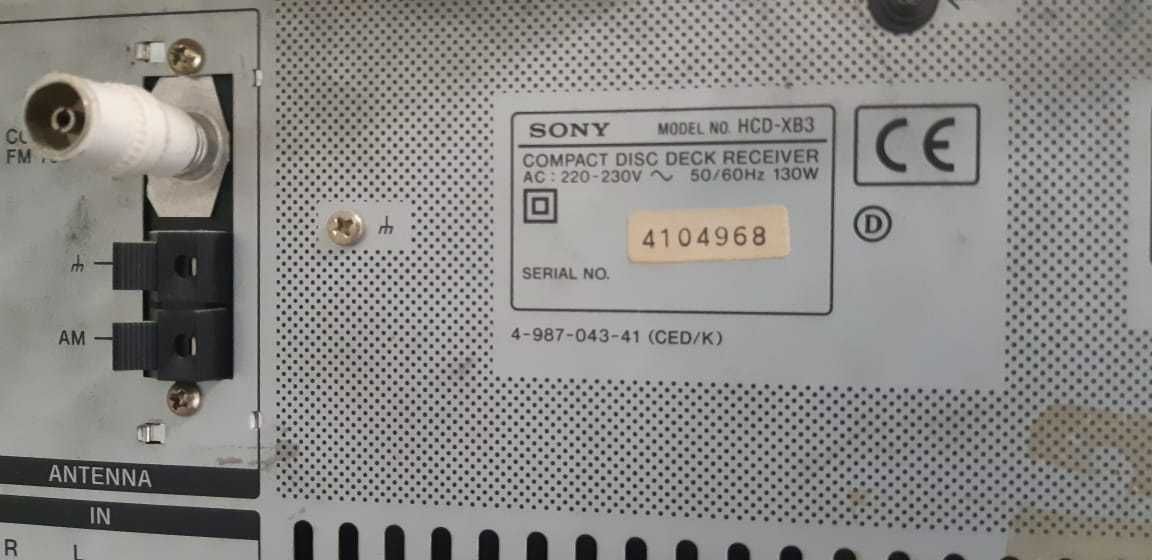 SONY MODEL NO. HCD-XB3
COMPACT DISC DECK RECEIVER
AC : 220-230V ~ 50/60Hz 130W
4104968
SERIAL NO.
4-987-043-41 (CED/K)
CE
D
FM
AM
ANTENNA
IN
R L